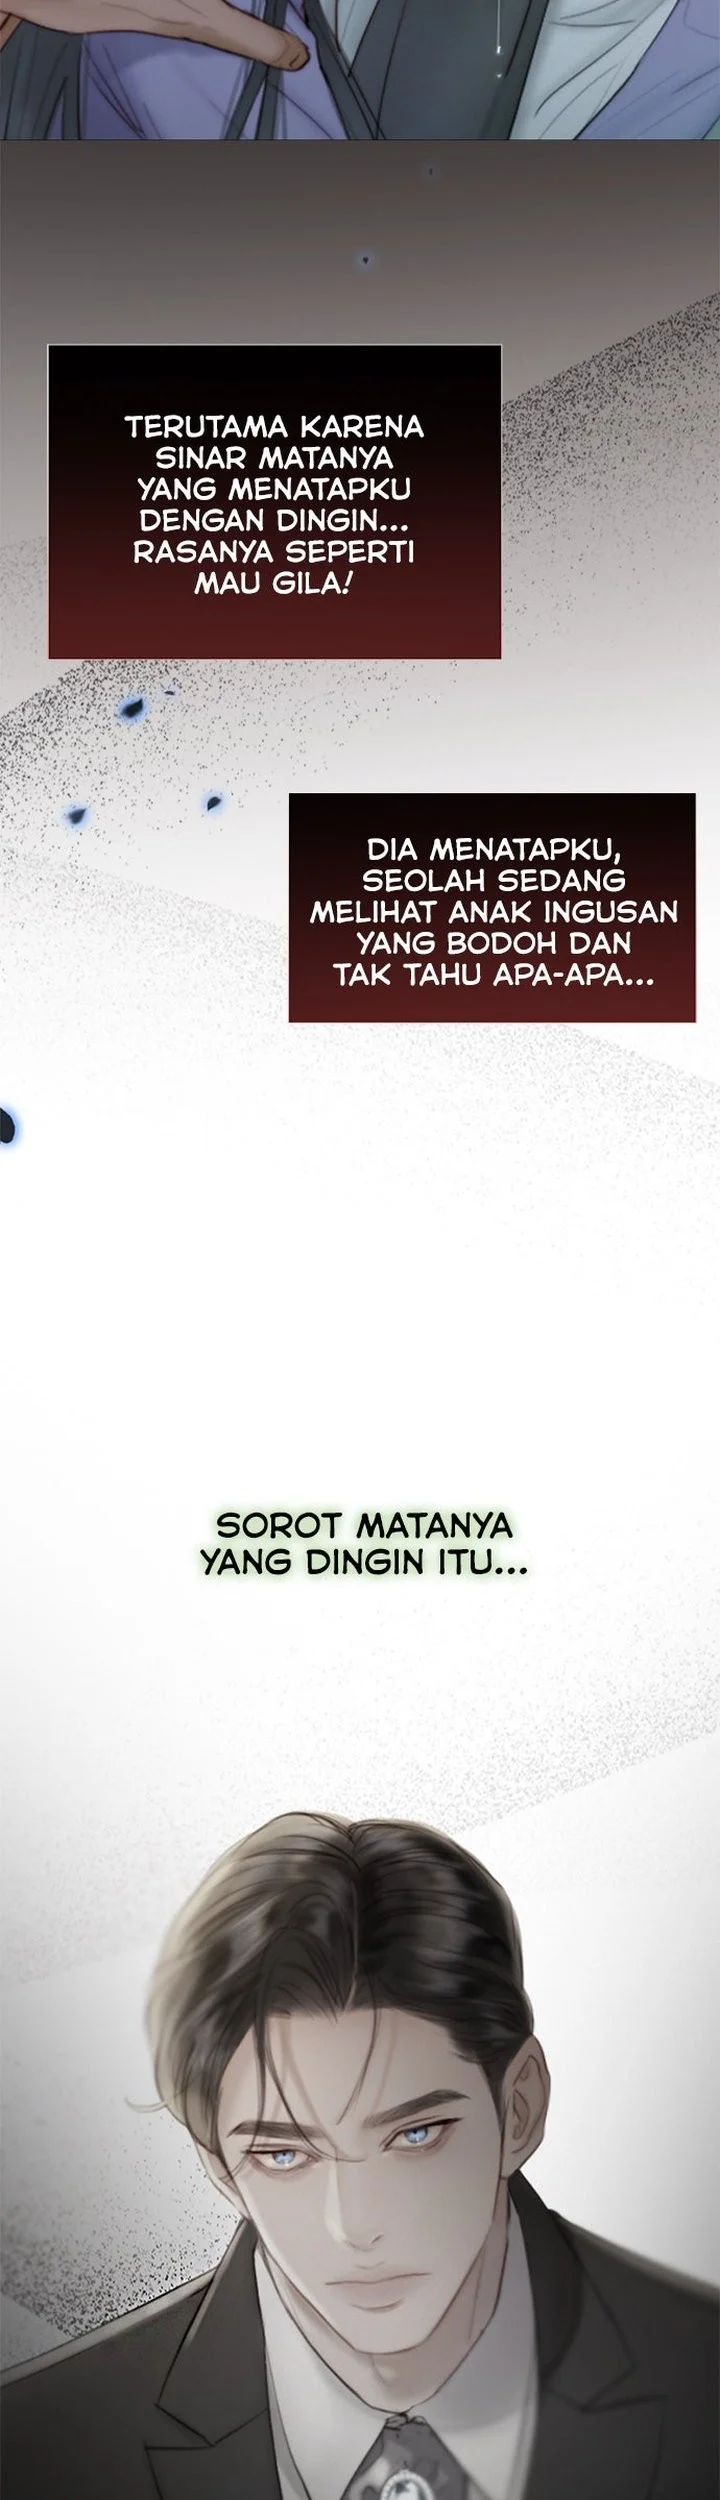 TERUTAMA KARENA
SINAR MATANYA
YANG MENATAPKU
DENGAN DINGIN...
RASANYA SEPERTI
MAU GILA!
DIA MENATAPKU,
SEOLAH SEDANG
MELIHAT ANAK INGUSAN
YANG BODOH DAN
TAK TAHU APA-APA...
SOROT MATANYA
YANG DINGIN ITU...